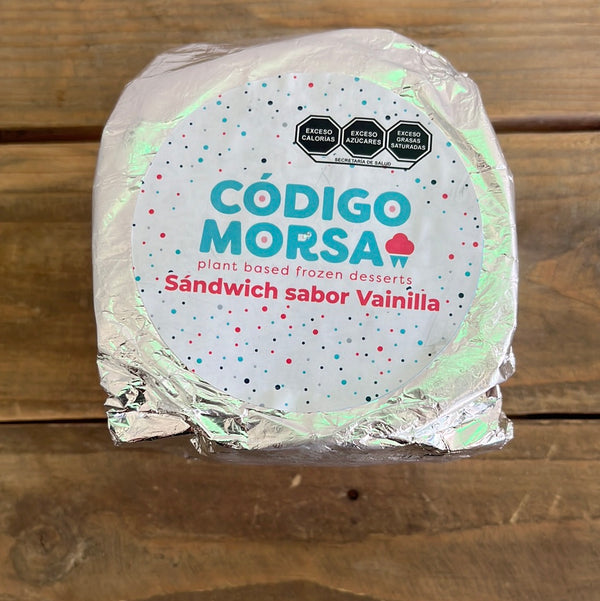 EXCESO CALORÍAS
EXCESO AZÚCARES
EXCESO GRASAS SATURADAS
SECRETARÍA DE SALUD
CÓDIGO
MORSA
plant based frozen desserts
Sándwich sabor Vainilla